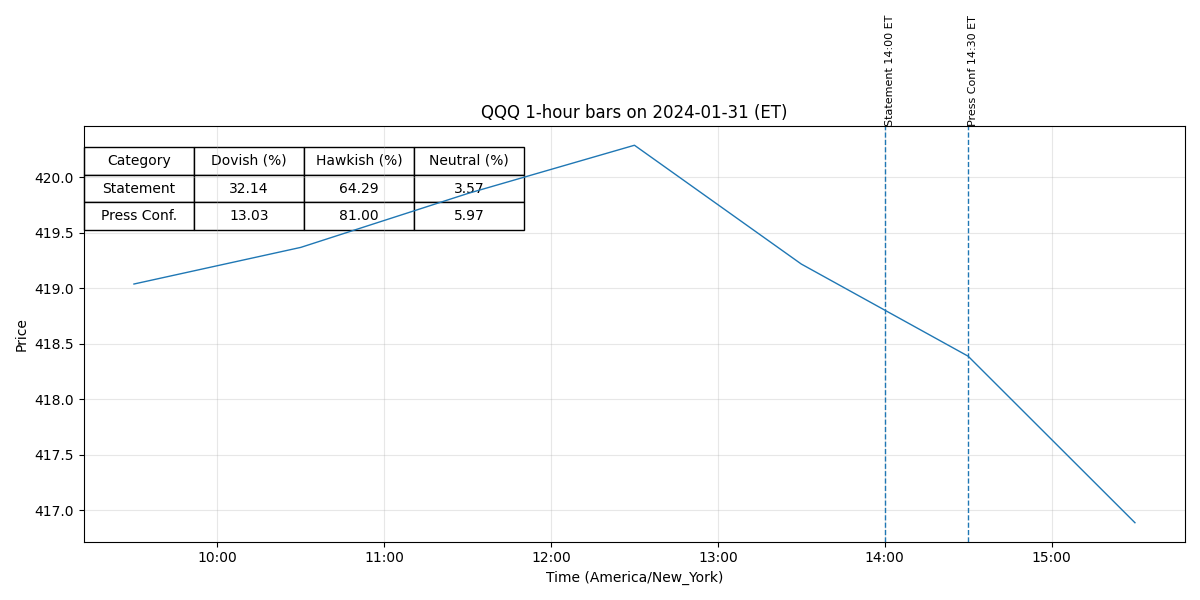 Statement 14:00 ET
Press Conf 14:30 ET
QQQ 1-hour bars on 2024-01-31 (ET)
Category Dovish (%) Hawkish (%) Neutral (%)
Statement 32.14 64.29 3.57
Press Conf. 13.03 81.00 5.97
Price
420.0
419.5
419.0
418.5
418.0
417.5
417.0
10:00 11:00 12:00 13:00 14:00 15:00
Time (America/New_York)